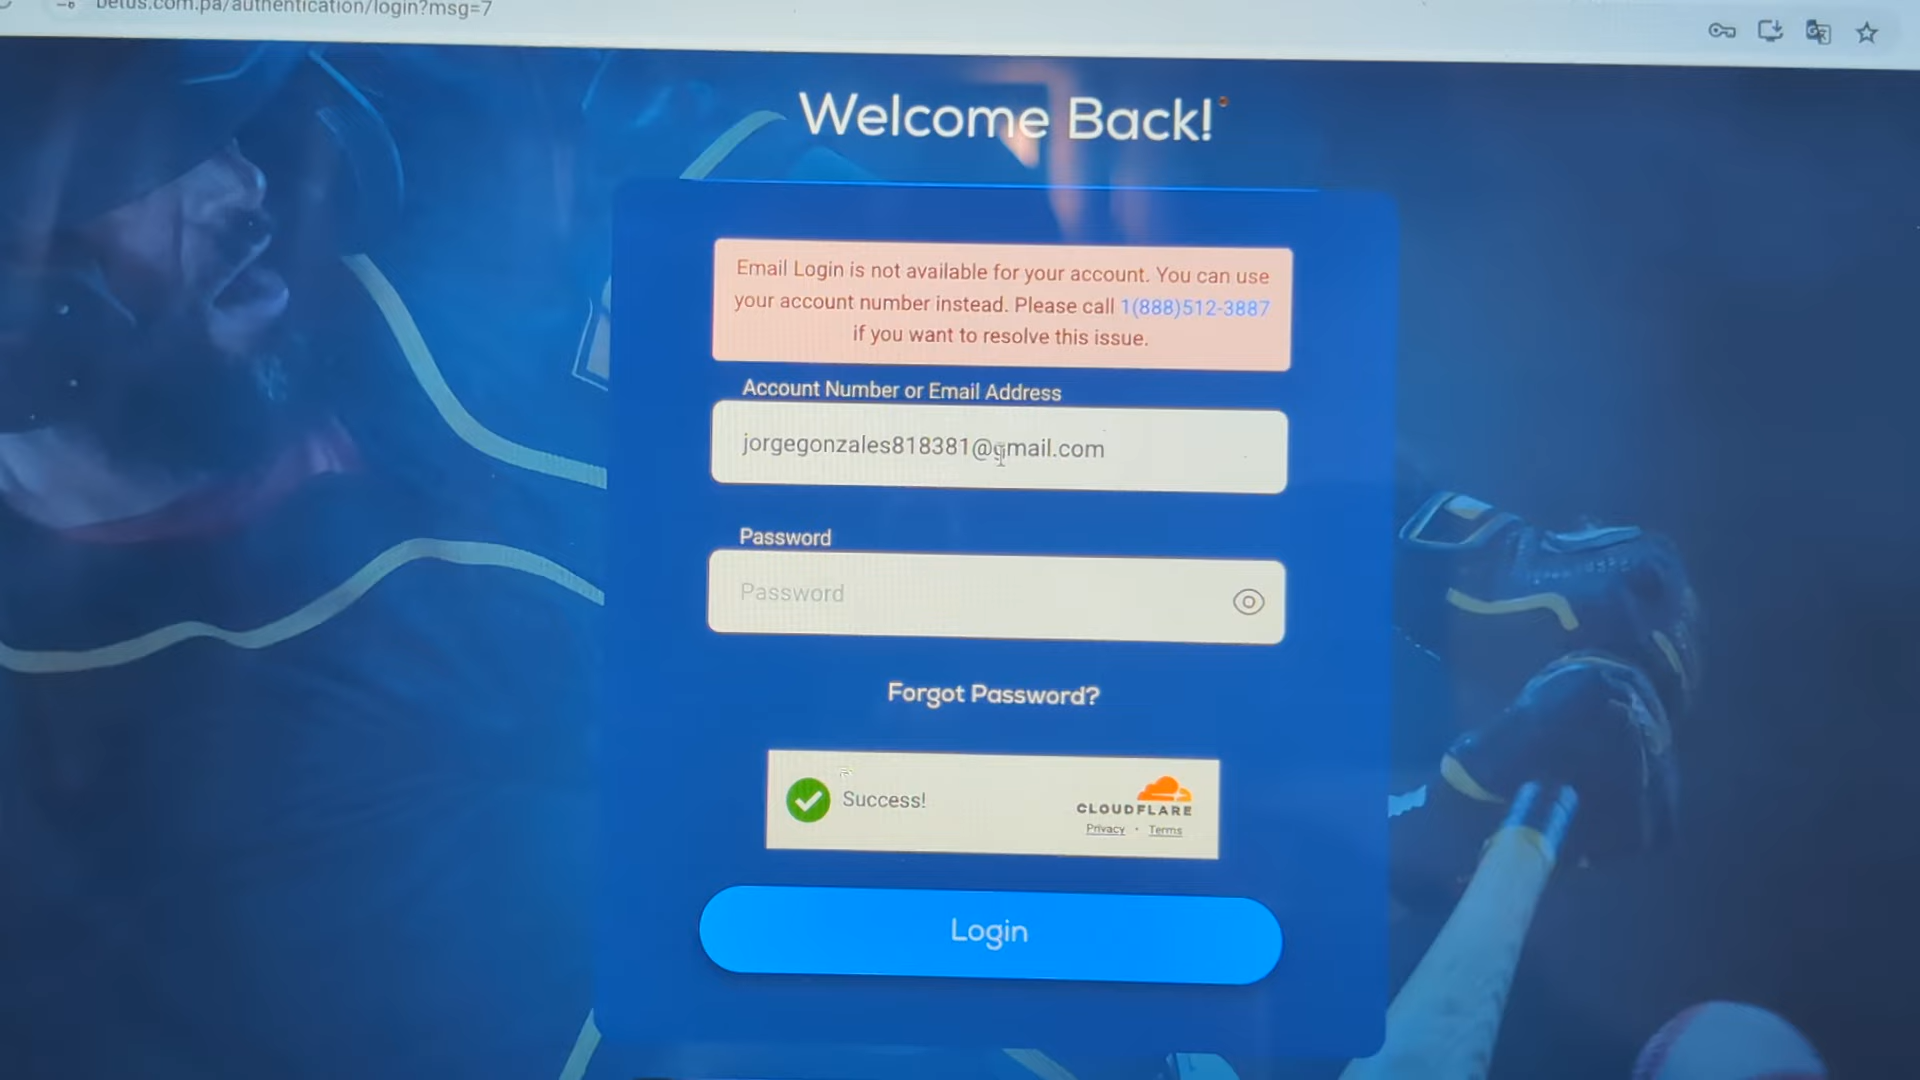 betus.com.pa/authentication/login?msg=7
Welcome Back!
Email Login is not available for your account. You can use
your account number instead. Please call 1(888)512-3887
if you want to resolve this issue.
Account Number or Email Address
jorgegonzales818381@gmail.com
Password
Password
Forgot Password?
Success!
CLOUDFLARE
Privacy • Terms
Login